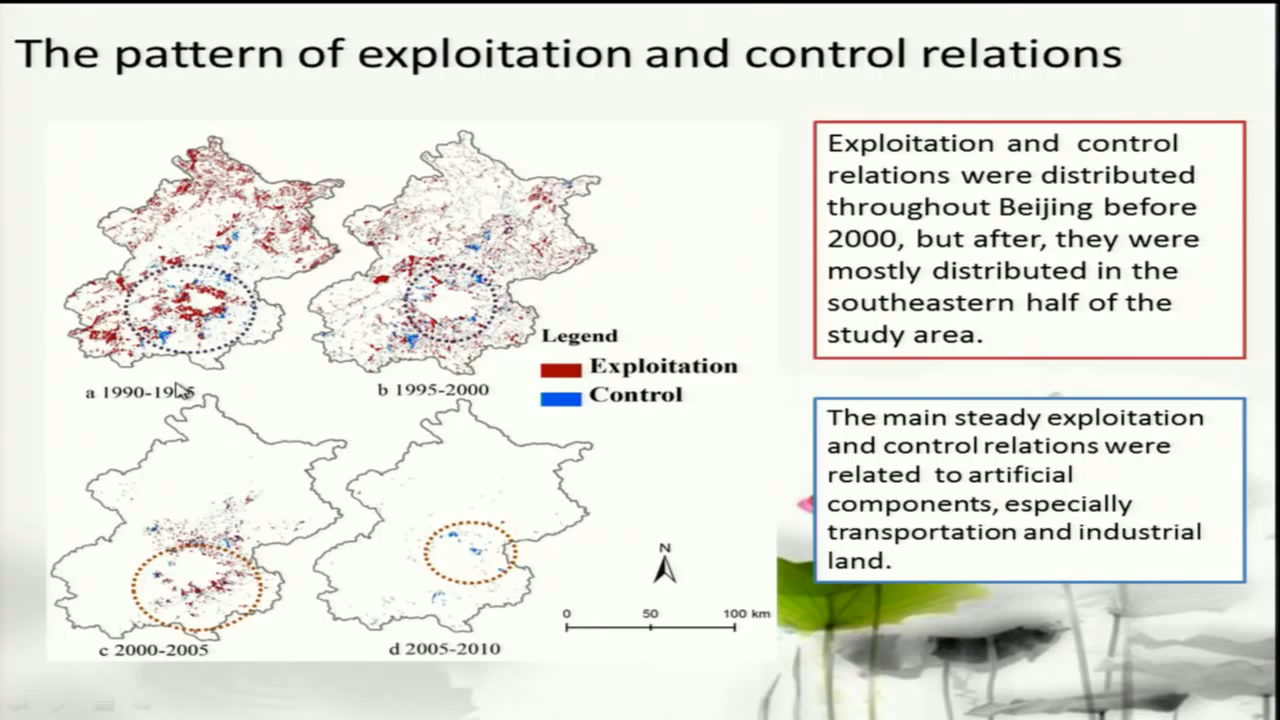 The pattern of exploitation and control relations
Exploitation and control
relations were distributed
throughout Beijing before
2000, but after, they were
mostly distributed in the
southeastern half of the
study area.
Legend
Exploitation
Control
a 1990-1995
b 1995-2000
The main steady exploitation
and control relations were
related to artificial
components, especially
transportation and industrial
land.
N
0 50 100 km
c 2000-2005
d 2005-2010